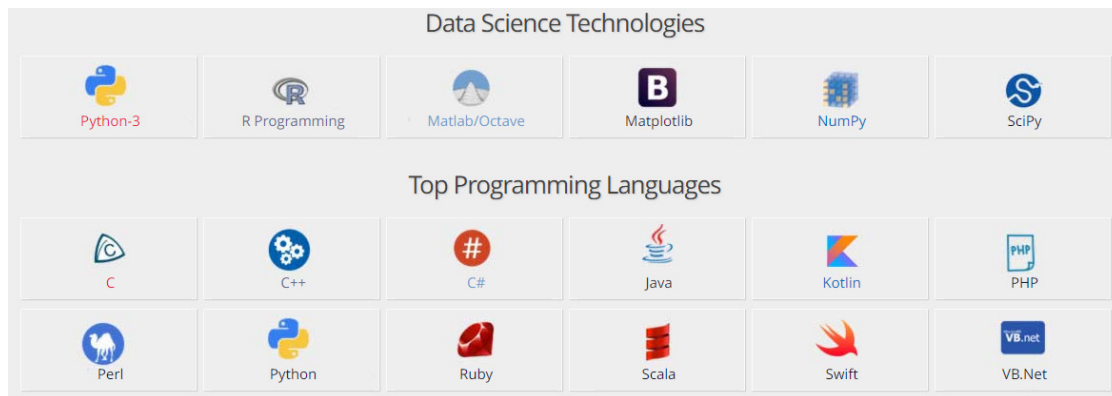 Data Science Technologies
R B S
Python-3 R Programming Matlab/Octave Matplotlib NumPy SciPy
Top Programming Languages
C # PHP
C C++ C# Java Kotlin PHP
VB.net
Perl Python Ruby Scala Swift VB.Net